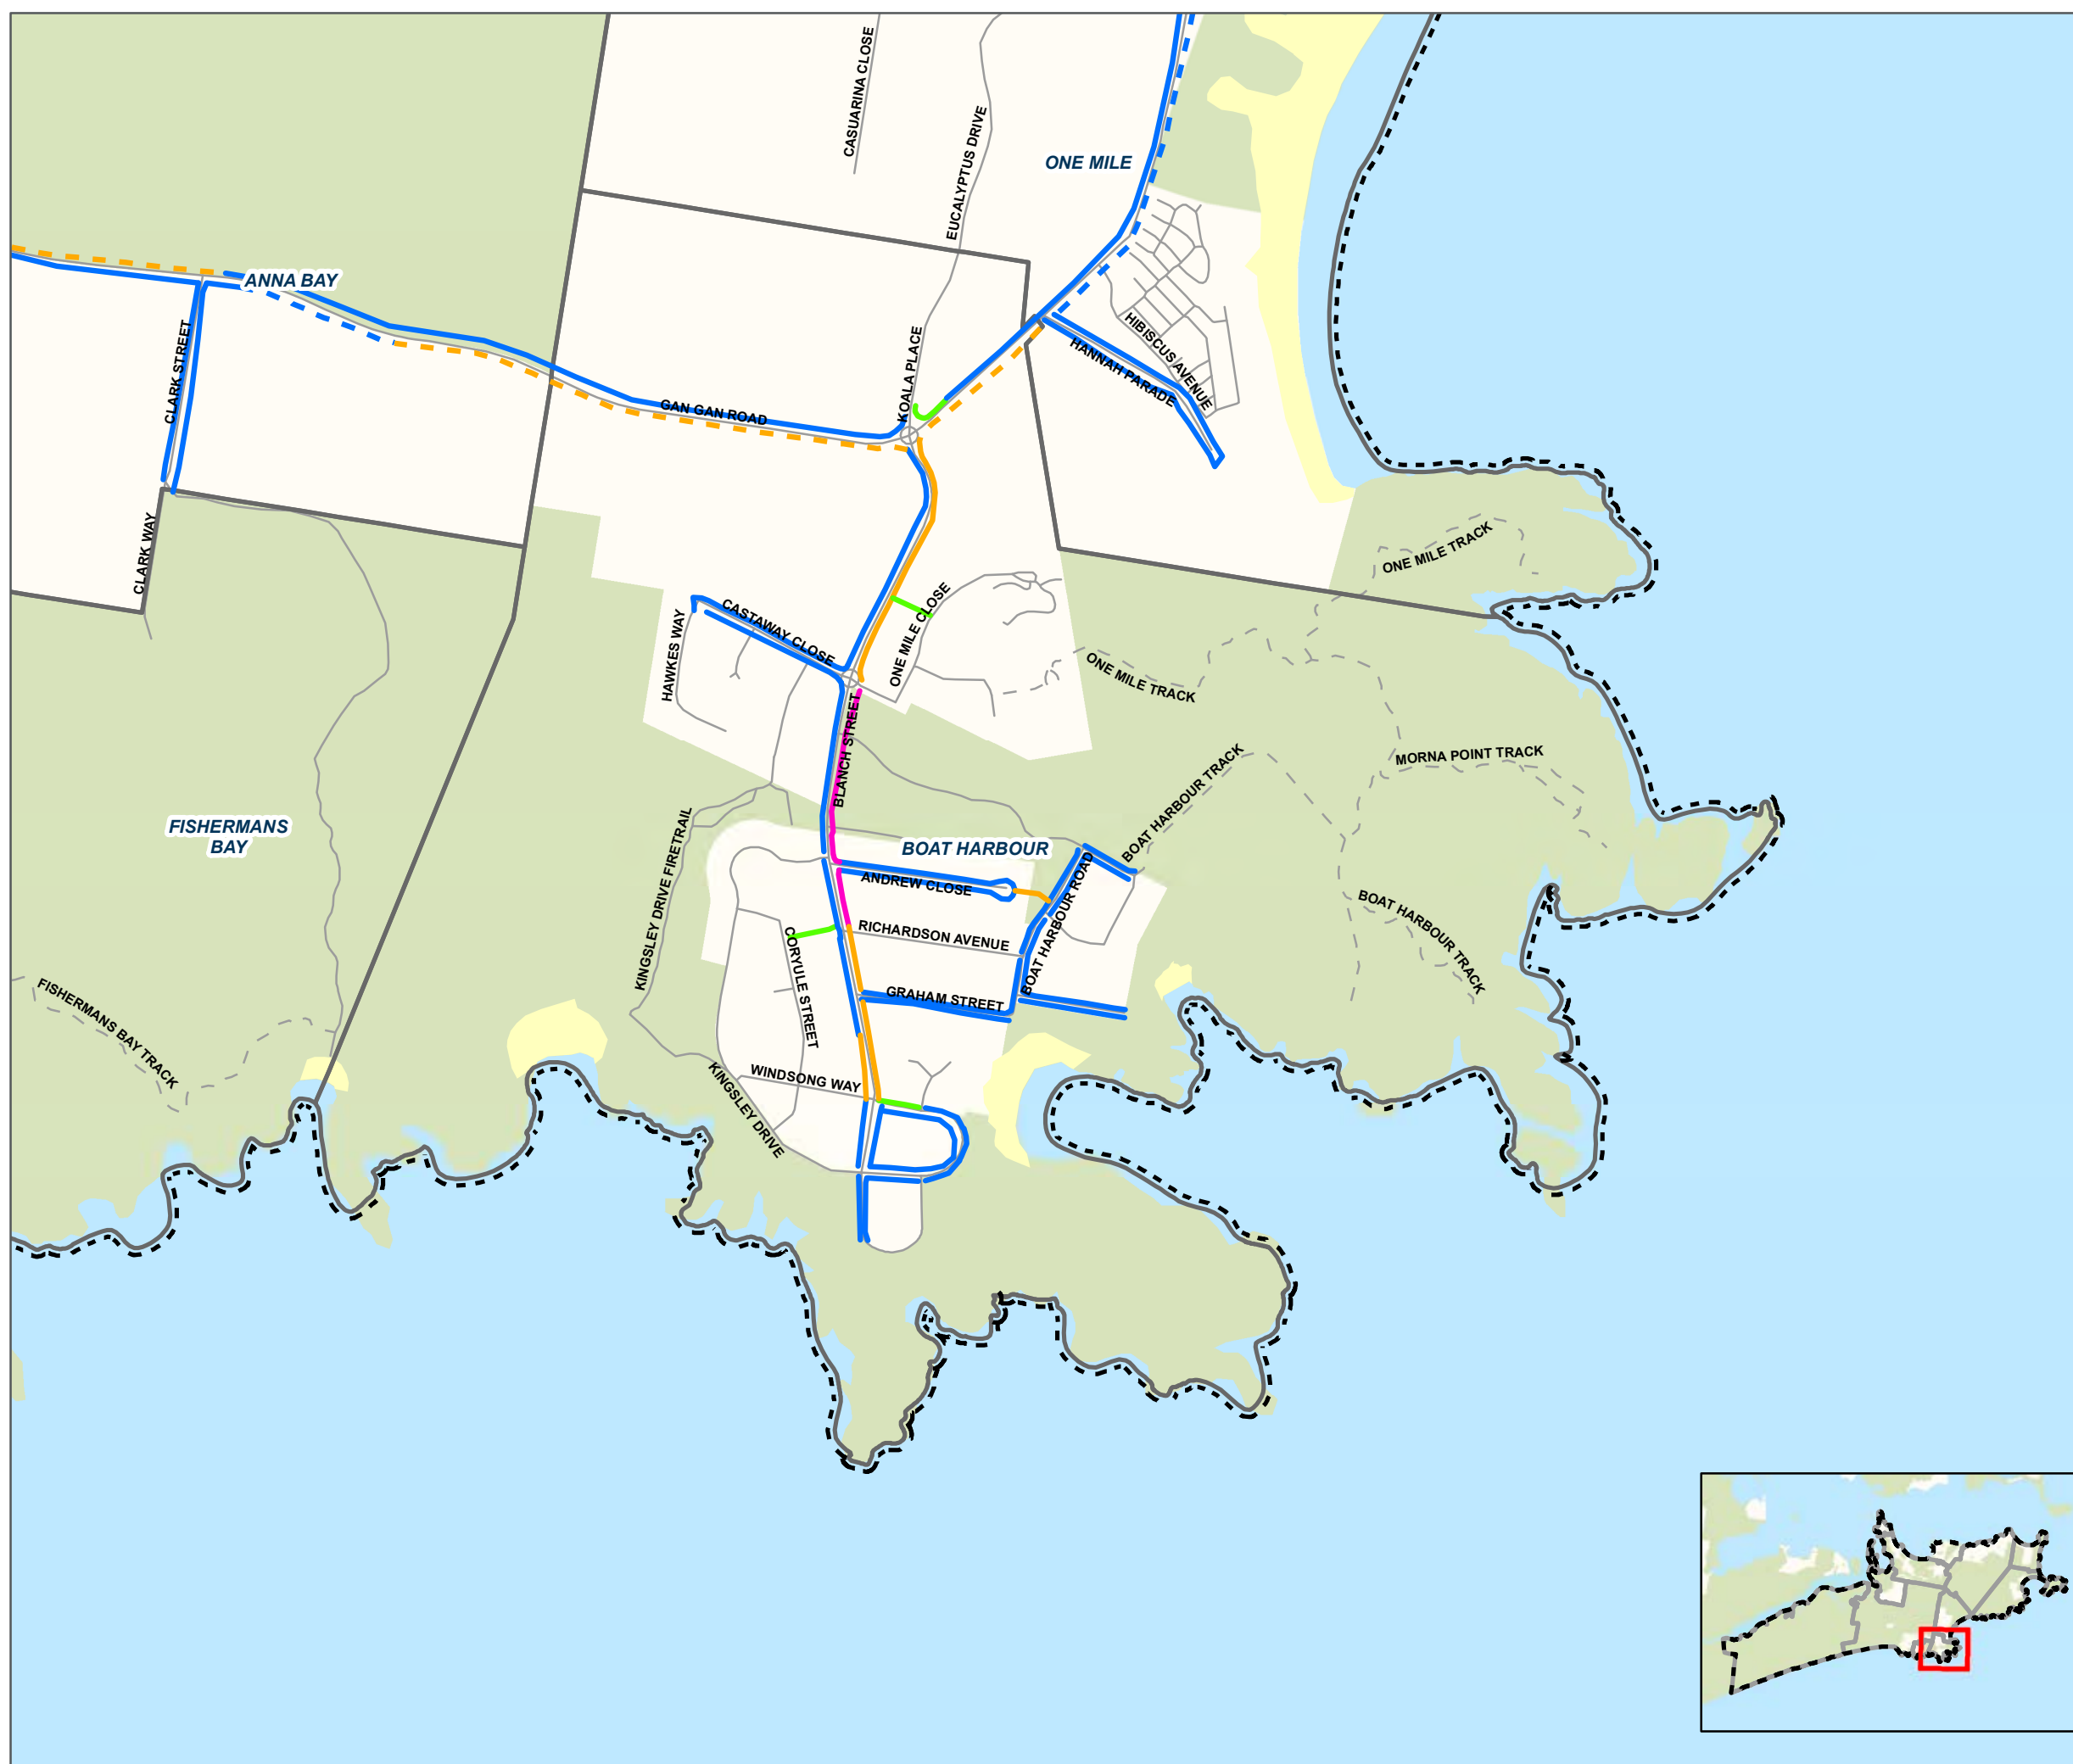 CASUARINA CLOSE
EUCALYPTUS DRIVE
ONE MILE
ANNA BAY
CLARK STREET
KOALA PLACE
HIBISCUS AVENUE
HANNAH PARADE
GAN GAN ROAD
CLARK WAY
ONE MILE TRACK
CASTAWAY CLOSE
ONE MILE CLOSE
HAWKES WAY
ONE MILE TRACK
BLANCH STREET
MORNA POINT TRACK
BOAT HARBOUR TRACK
FISHERMANS
BAY
KINGSLEY DRIVE FIRETRAIL
BOAT HARBOUR
ANDREW CLOSE
BOAT HARBOUR ROAD
BOAT HARBOUR TRACK
RICHARDSON AVENUE
CORYULE STREET
GRAHAM STREET
FISHERMANS BAY TRACK
WINDSONG WAY
KINGSLEY DRIVE